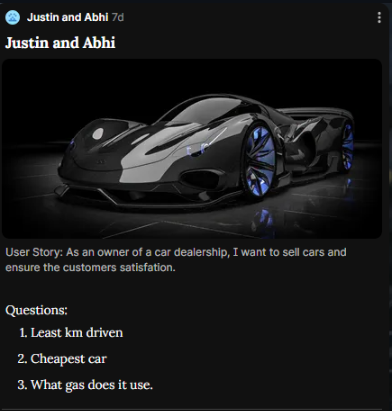 Justin and Abhi 7d
Justin and Abhi
User Story: As an owner of a car dealership, I want to sell cars and
ensure the customers satisfation.
Questions:
1. Least km driven
2. Cheapest car
3. What gas does it use.